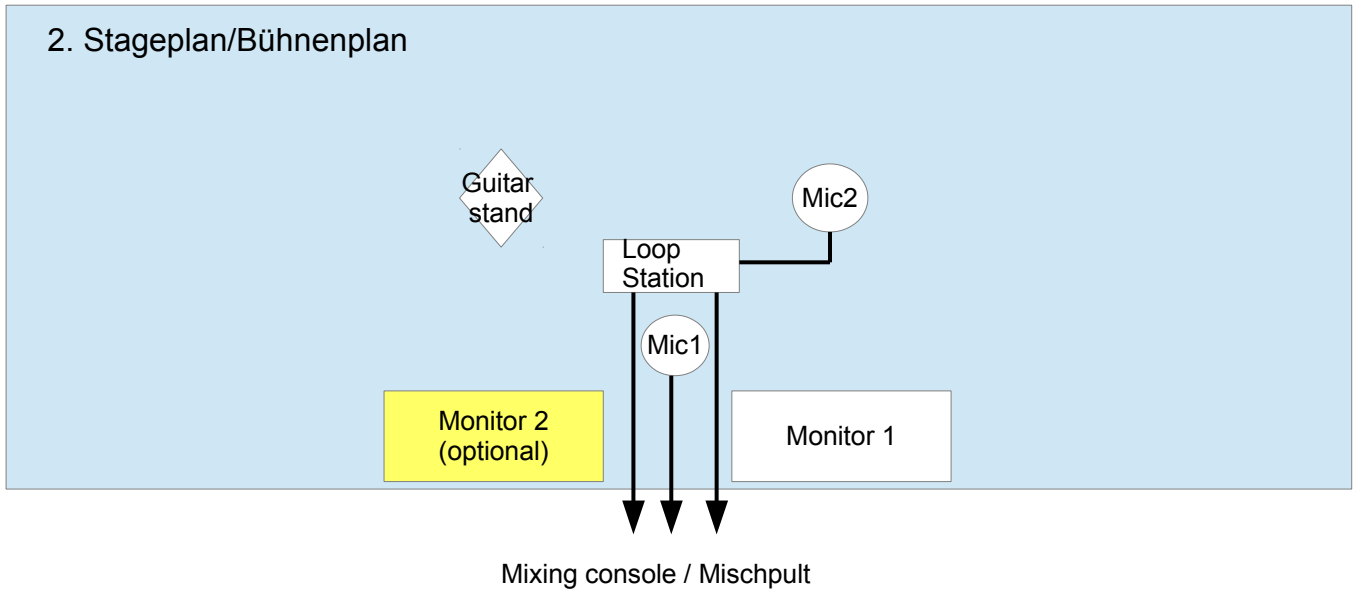 2. Stageplan/Bühnenplan
Guitar
stand
Mic2
Loop
Station
Mic1
Monitor 2
(optional)
Monitor 1
Mixing console / Mischpult